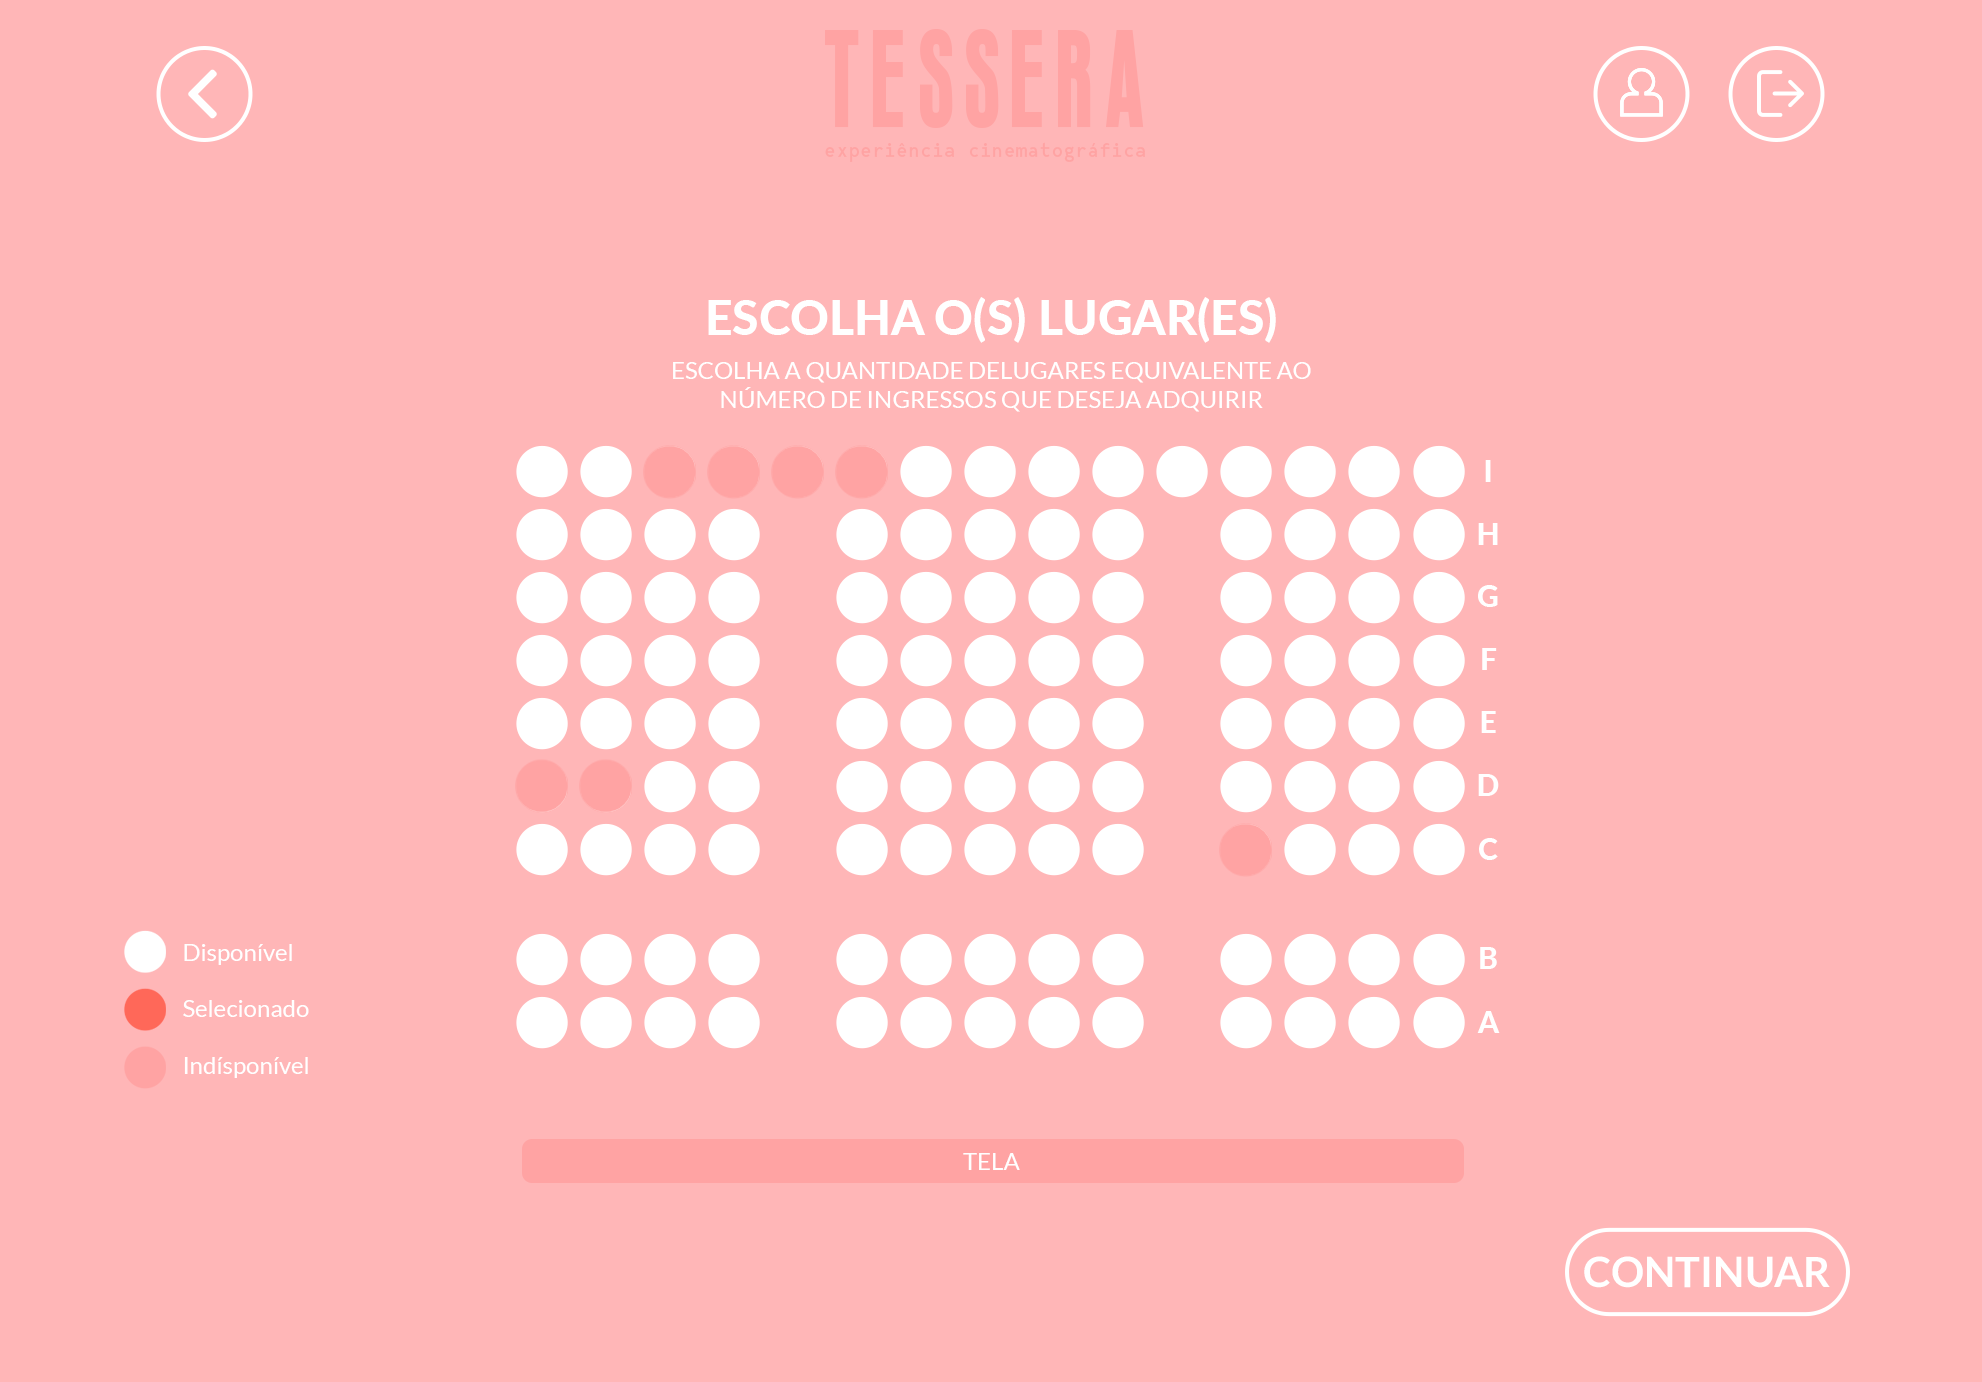 TESSERA
experiência cinematográfica
ESCOLHA O(S) LUGAR(ES)
ESCOLHA A QUANTIDADE DELUGARES EQUIVALENTE AO
NÚMERO DE INGRESSOS QUE DESEJA ADQUIRIR
I
H
G
F
E
D
C
B
A
Disponível
Selecionado
Indísponível
TELA
CONTINUAR